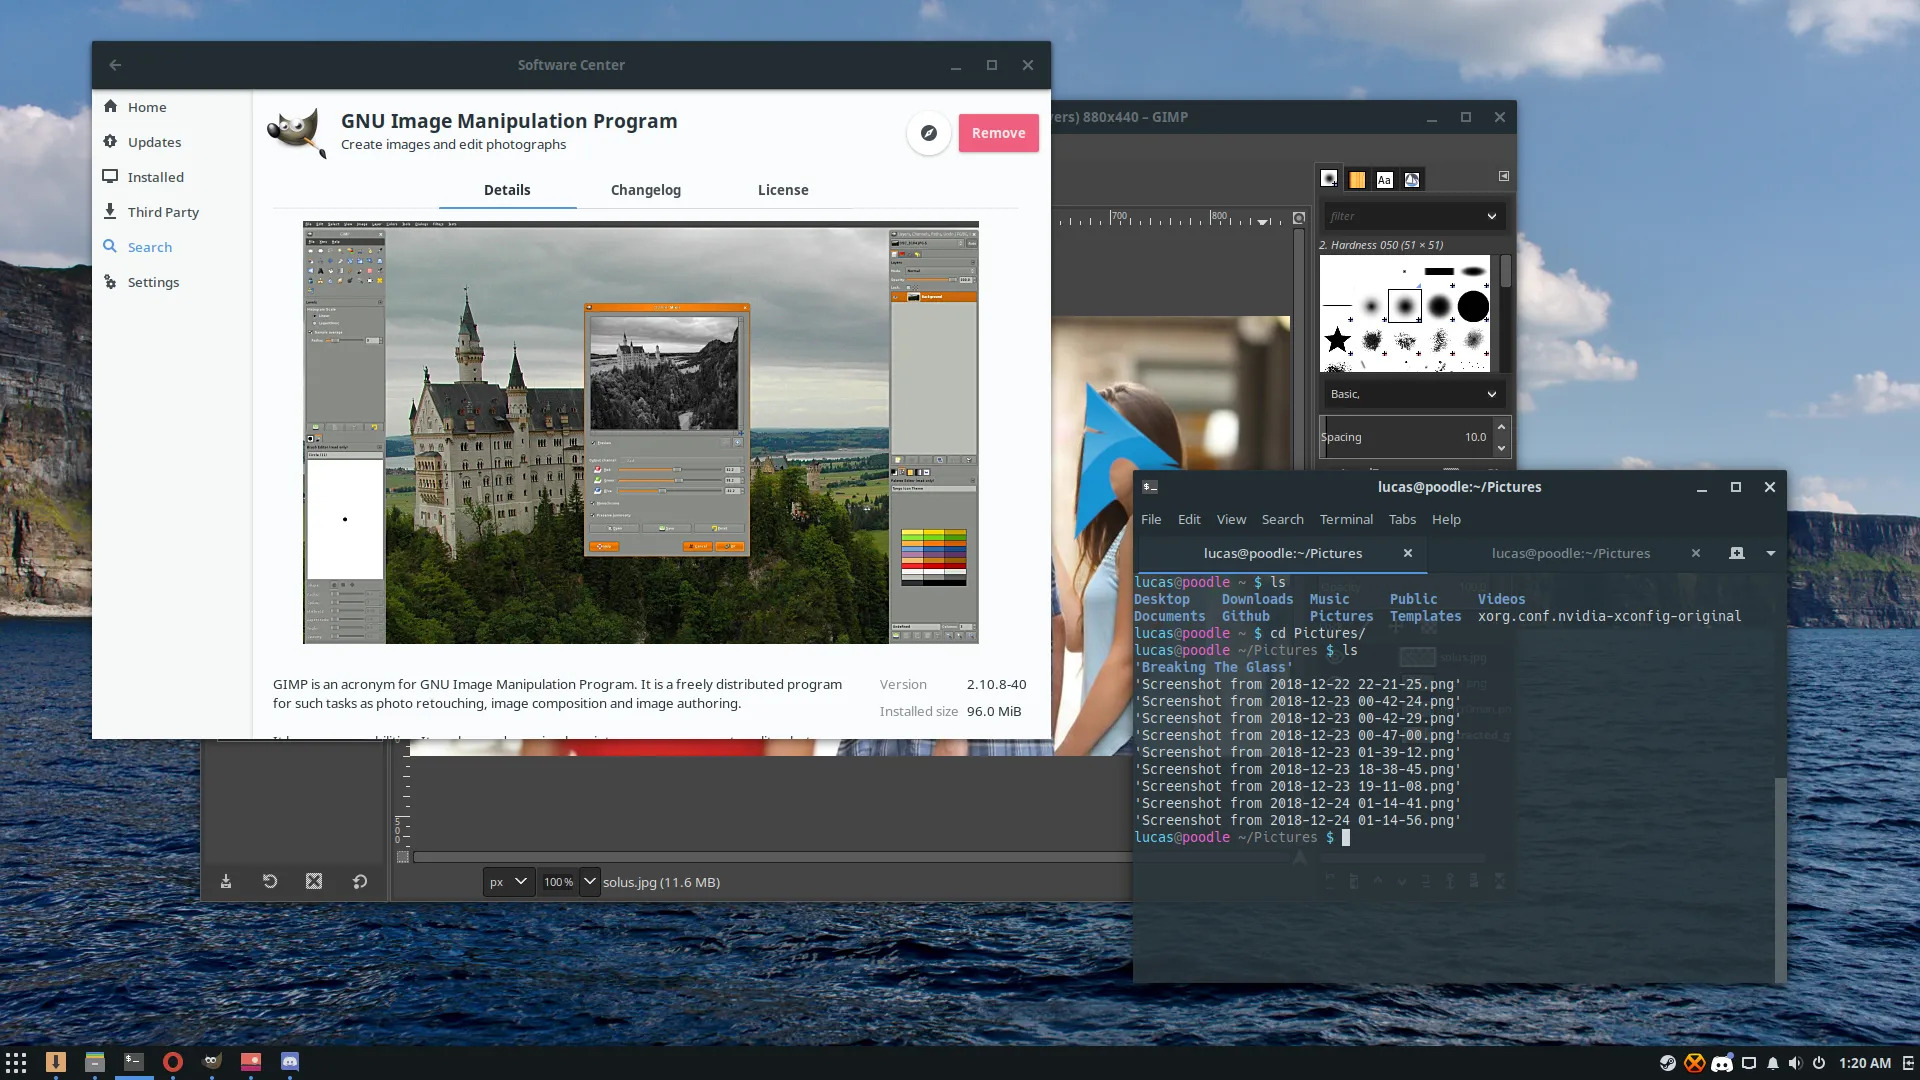 Software Center
Home
Updates
Installed
Third Party
Search
Settings
GNU Image Manipulation Program
Create images and edit photographs
Remove
Details
Changelog
License
GIMP is an acronym for GNU Image Manipulation Program. It is a freely distributed program
for such tasks as photo retouching, image composition and image authoring.
Version 2.10.8-40
Installed size 96.0 MiB
ers) 880x440 – GIMP
700
800
filter
2. Hardness 050 (51 × 51)
Basic,
Spacing 10.0
500
px
100 %
solus.jpg (11.6 MB)
lucas@poodle:~/Pictures
File Edit View Search Terminal Tabs Help
lucas@poodle:~/Pictures
lucas@poodle:~/Pictures
lucas@poodle ~ $ ls
Desktop Downloads Music Public Videos
Documents Github Pictures Templates xorg.conf.nvidia-xconfig-original
lucas@poodle ~ $ cd Pictures/
lucas@poodle ~/Pictures $ ls
'Breaking The Glass'
'Screenshot from 2018-12-22 22-21-25.png'
'Screenshot from 2018-12-23 00-42-24.png'
'Screenshot from 2018-12-23 00-42-29.png'
'Screenshot from 2018-12-23 00-47-00.png'
'Screenshot from 2018-12-23 01-39-12.png'
'Screenshot from 2018-12-23 18-38-45.png'
'Screenshot from 2018-12-23 19-11-08.png'
'Screenshot from 2018-12-24 01-14-41.png'
'Screenshot from 2018-12-24 01-14-56.png'
lucas@poodle ~/Pictures $
solus.jpg
1:20 AM